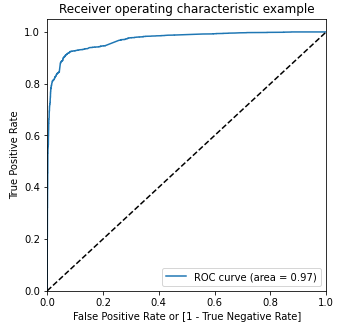 Receiver operating characteristic example
1.0
0.8
0.6
0.4
0.2
0.0
True Positive Rate
ROC curve (area = 0.97)
0.0 0.2 0.4 0.6 0.8 1.0
False Positive Rate or [1 - True Negative Rate]